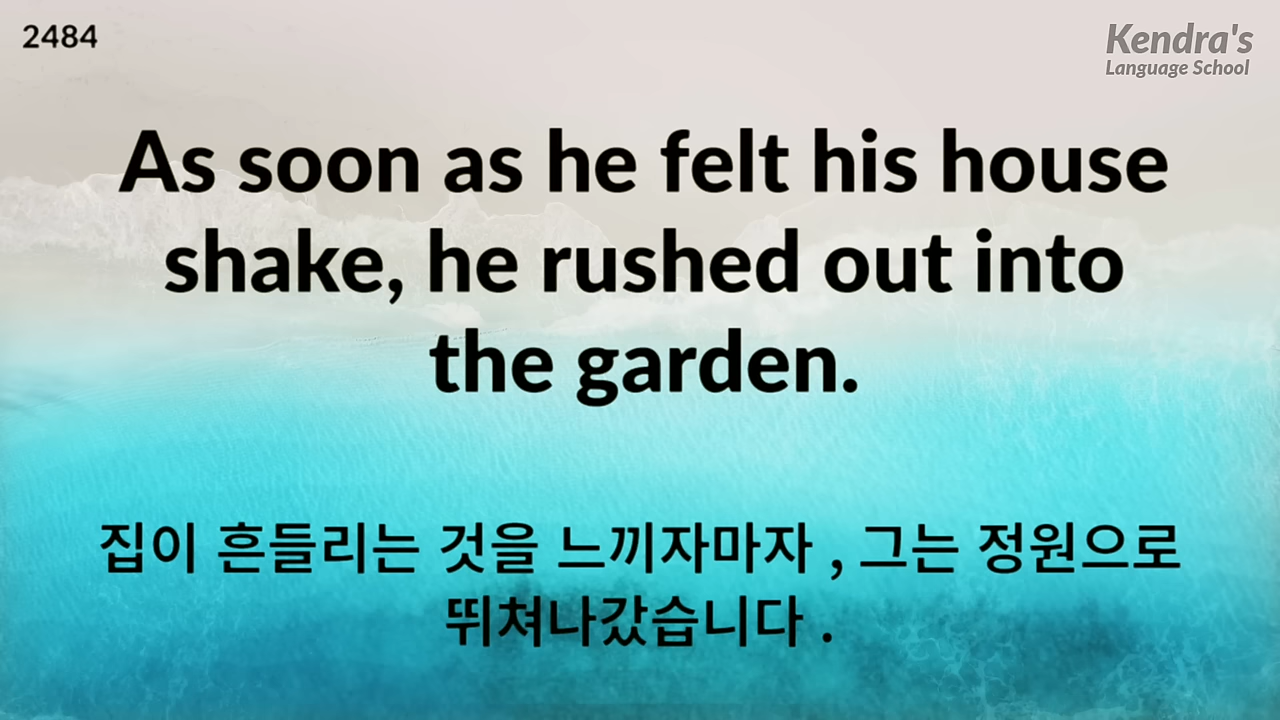 2484
Kendra's
Language School
As soon as he felt his house
shake, he rushed out into
the garden.
집이 흔들리는 것을 느끼자마자 , 그는 정원으로
뛰쳐나갔습니다 .